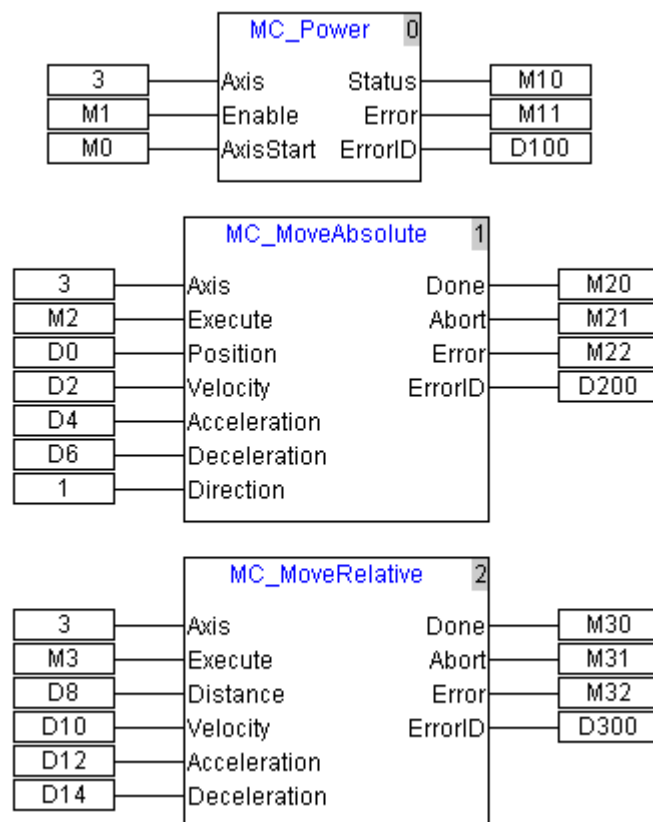 MC_Power 0
3 Axis Status M10
M1 Enable Error M11
M0 AxisStart ErrorID D100
MC_MoveAbsolute 1
3 Axis Done M20
M2 Execute Abort M21
D0 Position Error M22
D2 Velocity ErrorID D200
D4 Acceleration
D6 Deceleration
1 Direction
MC_MoveRelative 2
3 Axis Done M30
M3 Execute Abort M31
D8 Distance Error M32
D10 Velocity ErrorID D300
D12 Acceleration
D14 Deceleration